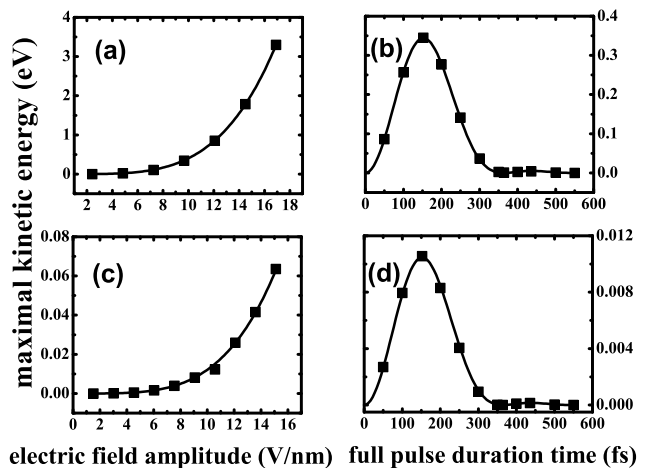 maximal kinetic energy (eV)
(a)
4
3
2
1
0
2 4 6 8 10 12 14 16 18
(b)
0.4
0.3
0.2
0.1
0.0
0 100 200 300 400 500 600
(c)
0.08
0.06
0.04
0.02
0.00
0 2 4 6 8 10 12 14 16
(d)
0.012
0.008
0.004
0.000
0 100 200 300 400 500 600
electric field amplitude (V/nm)
full pulse duration time (fs)